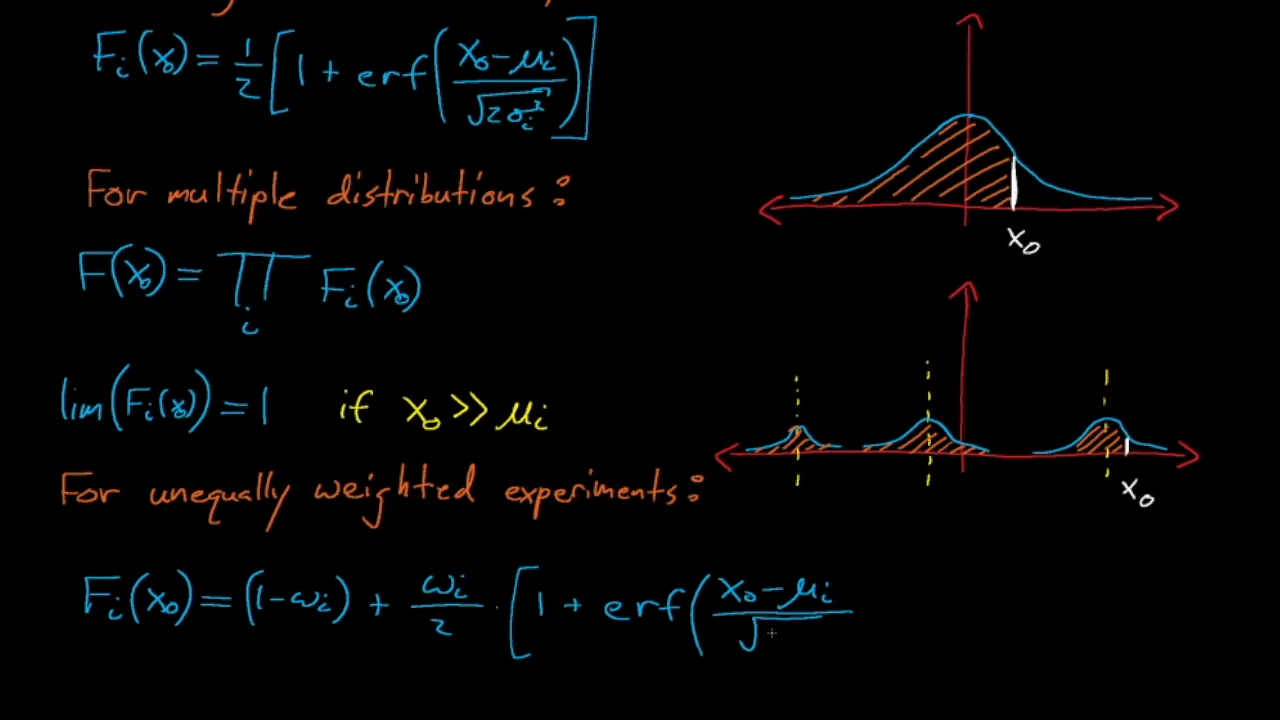 Fᵢ(x₀) = 1/2 [1 + erf((x₀ − μᵢ)/√(2σᵢ²))]
For multiple distributions:
F(x₀) = ∏ᵢ Fᵢ(x₀)
lim(Fᵢ(x₀)) = 1 if x₀ >> μᵢ
For unequally weighted experiments:
Fᵢ(x₀) = (1−ωᵢ) + ωᵢ/2 · [1 + erf((x₀ − μᵢ)/√
x₀
x₀